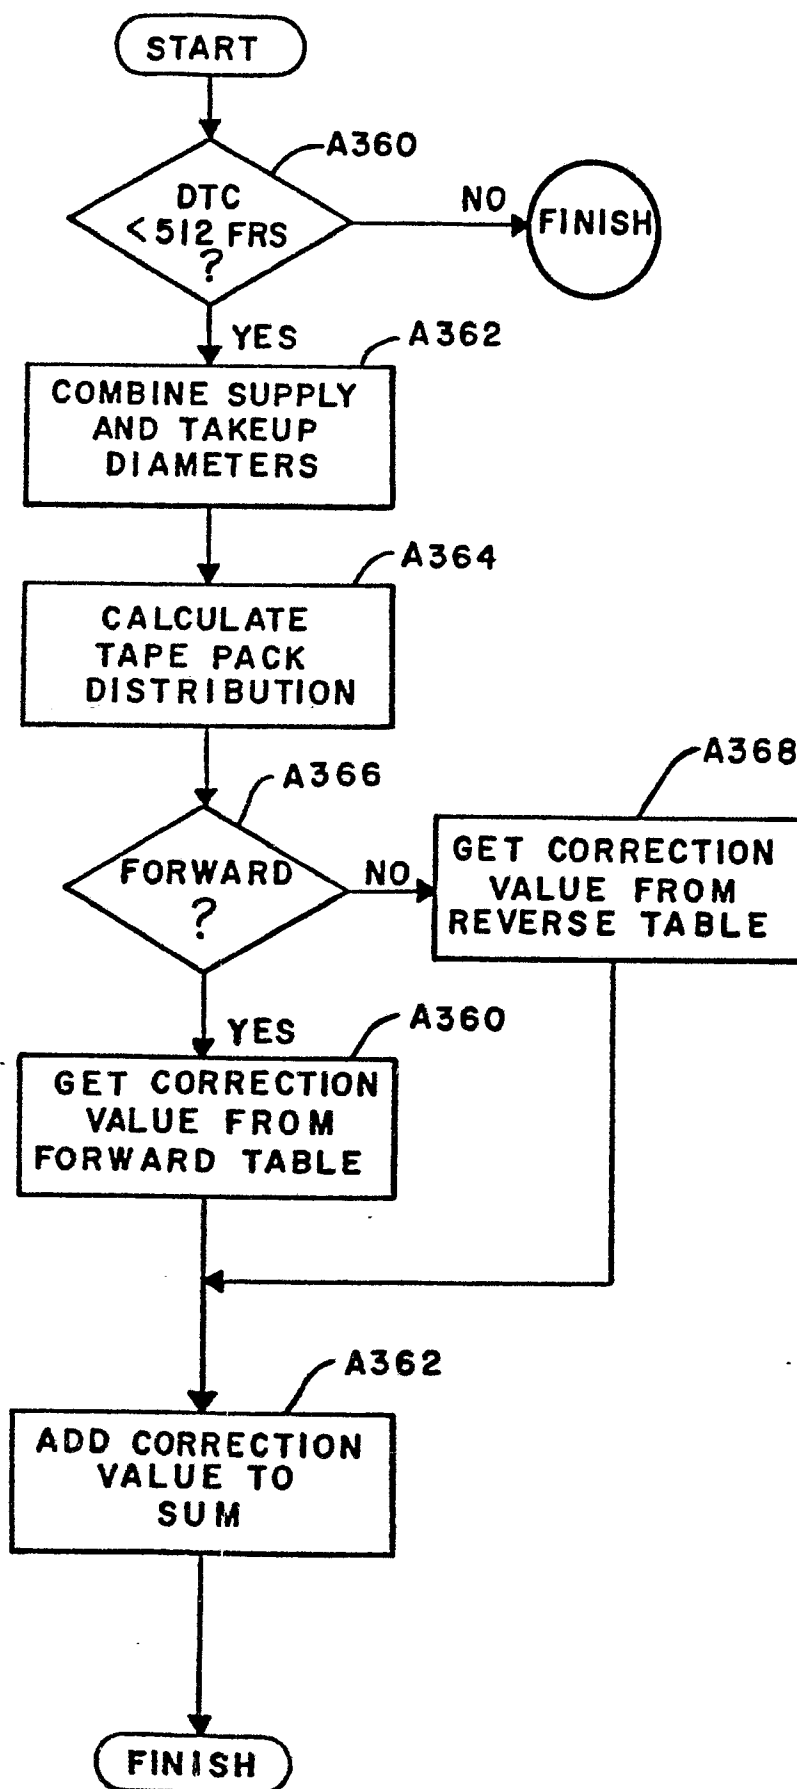 START
A360
DTC
<512 FRS
?
NO
FINISH
YES
A362
COMBINE SUPPLY
AND TAKEUP
DIAMETERS
A364
CALCULATE
TAPE PACK
DISTRIBUTION
A366
FORWARD
?
NO
A368
GET CORRECTION
VALUE FROM
REVERSE TABLE
YES
A360
GET CORRECTION
VALUE FROM
FORWARD TABLE
A362
ADD CORRECTION
VALUE TO
SUM
FINISH